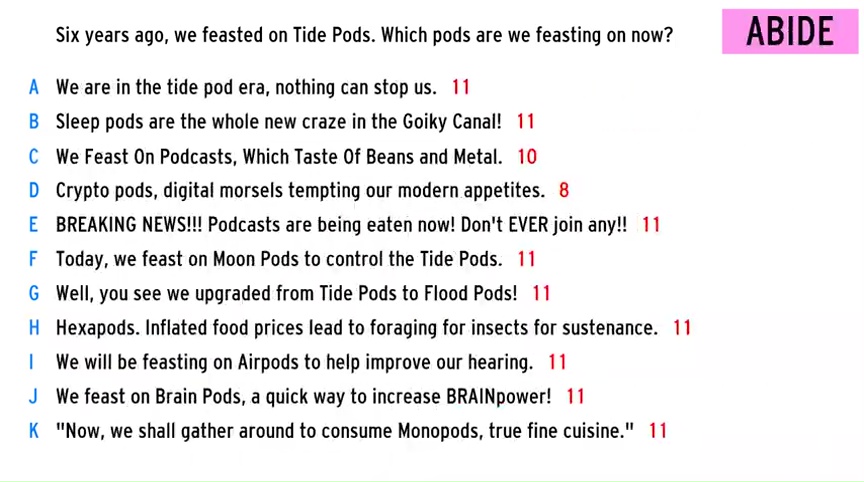 Six years ago, we feasted on Tide Pods. Which pods are we feasting on now?
ABIDE
A We are in the tide pod era, nothing can stop us. 11
B Sleep pods are the whole new craze in the Goiky Canal! 11
C We Feast On Podcasts, Which Taste Of Beans and Metal. 10
D Crypto pods, digital morsels tempting our modern appetites. 8
E BREAKING NEWS!!! Podcasts are being eaten now! Don't EVER join any!! 11
F Today, we feast on Moon Pods to control the Tide Pods. 11
G Well, you see we upgraded from Tide Pods to Flood Pods! 11
H Hexapods. Inflated food prices lead to foraging for insects for sustenance. 11
I We will be feasting on Airpods to help improve our hearing. 11
J We feast on Brain Pods, a quick way to increase BRAINpower! 11
K "Now, we shall gather around to consume Monopods, true fine cuisine." 11